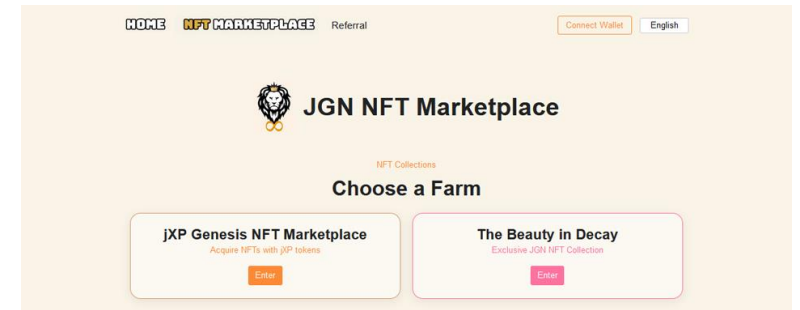 HOME NFT MARKETPLACE Referral Connect Wallet English
JGN NFT Marketplace
NFT Collections
Choose a Farm
jXP Genesis NFT Marketplace
Acquire NFTs with jXP tokens
Enter
The Beauty in Decay
Exclusive JGN NFT Collection
Enter